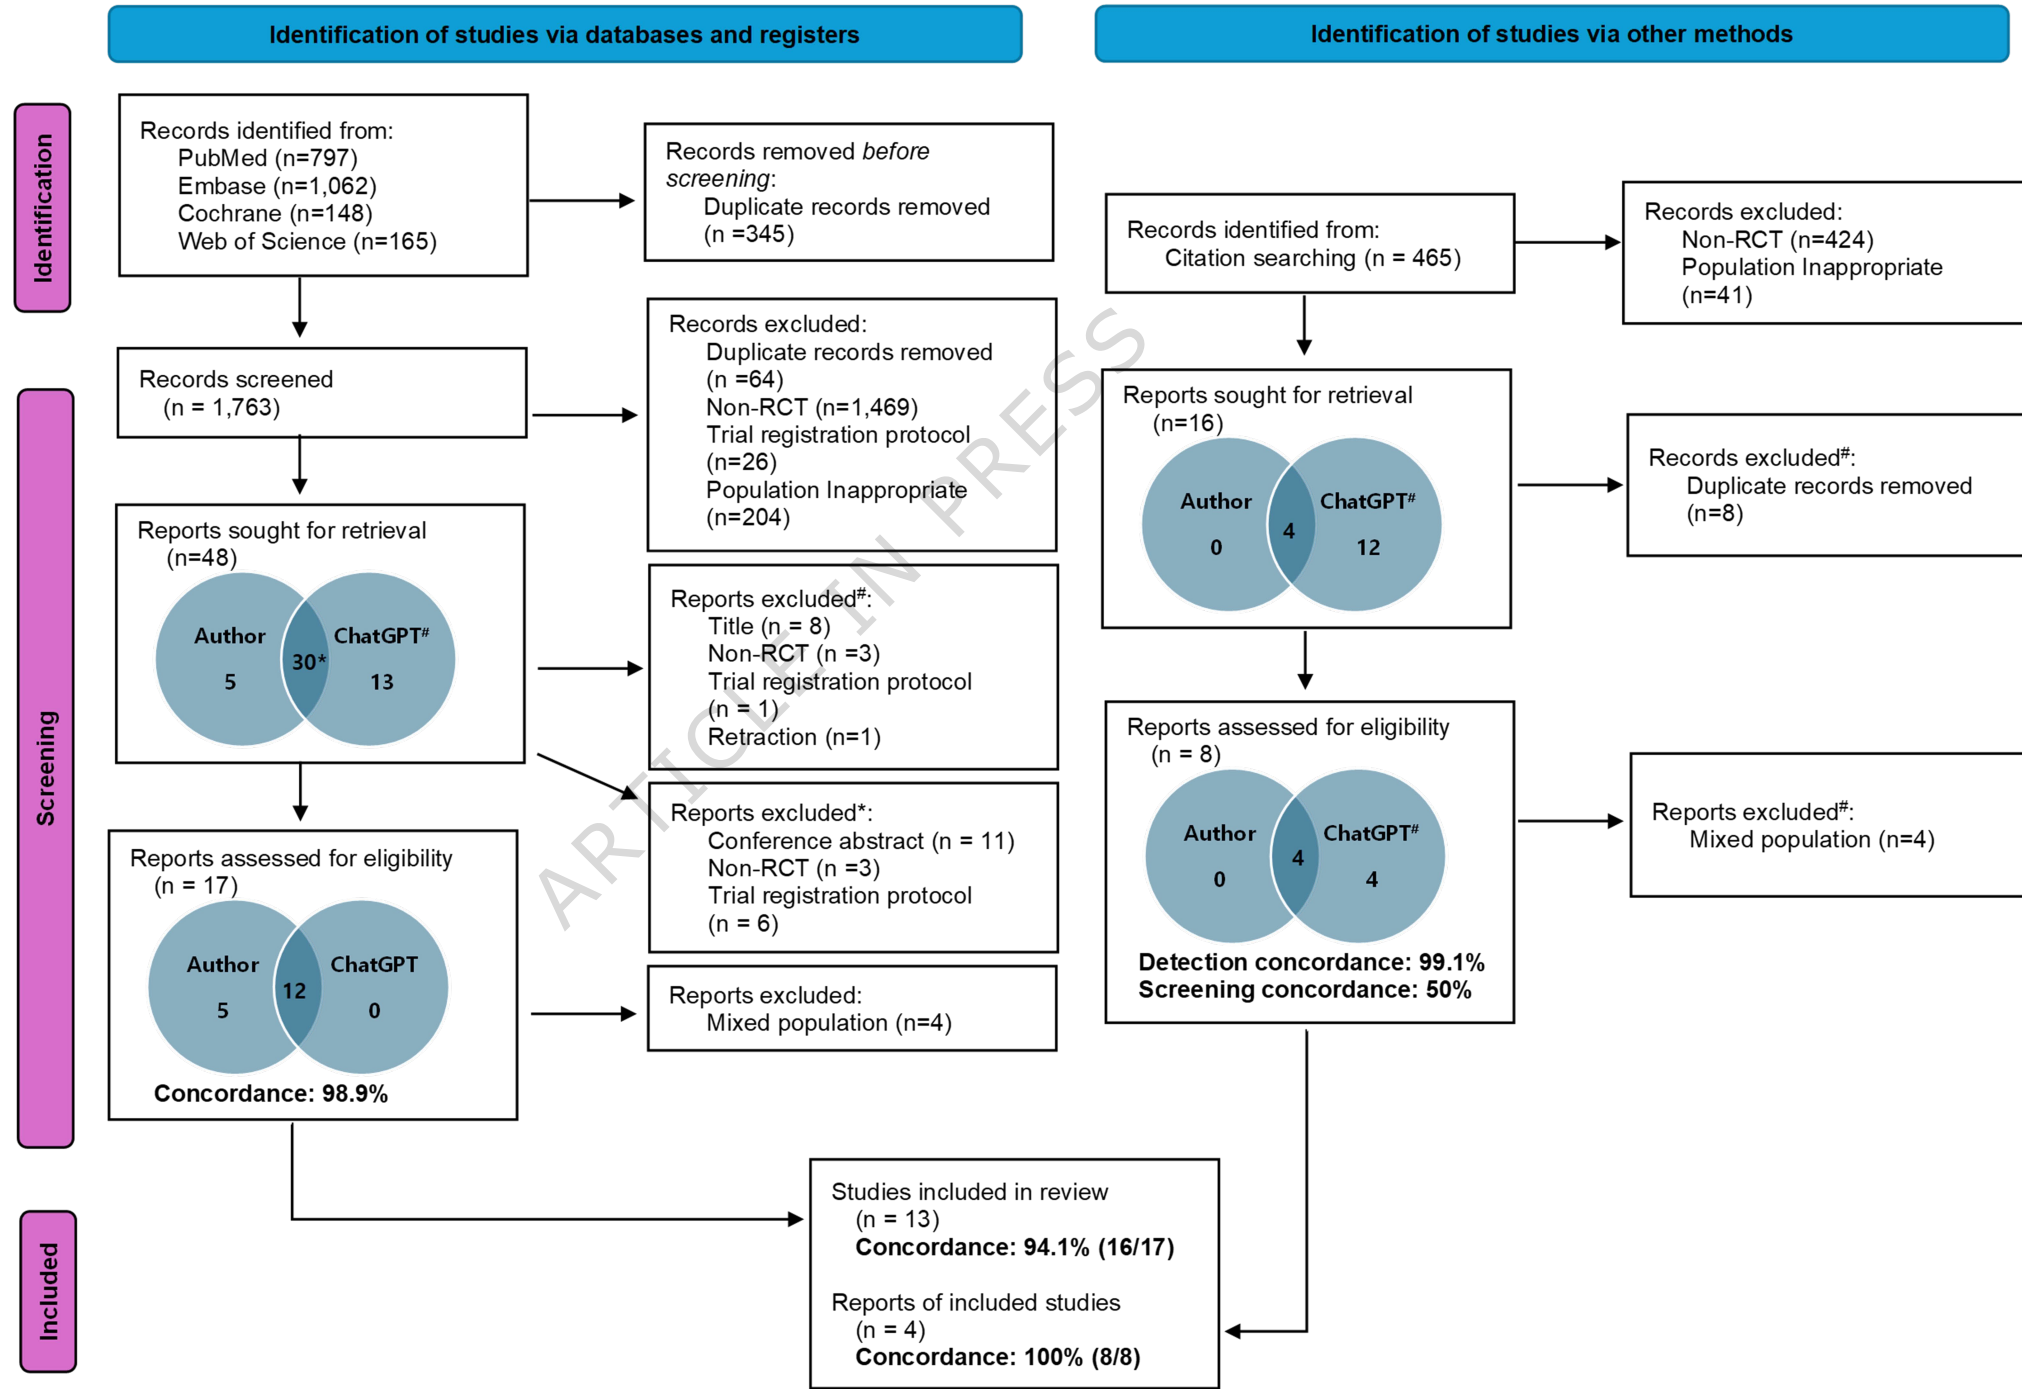 Identification of studies via databases and registers
Identification of studies via other methods
Identification
Records identified from:
PubMed (n=797)
Embase (n=1,062)
Cochrane (n=148)
Web of Science (n=165)
Records removed before
screening:
Duplicate records removed
(n =345)
Records identified from:
Citation searching (n = 465)
Records excluded:
Non-RCT (n=424)
Population Inappropriate
(n=41)
Screening
Records screened
(n = 1,763)
Records excluded:
Duplicate records removed
(n =64)
Non-RCT (n=1,469)
Trial registration protocol
(n=26)
Population Inappropriate
(n=204)
Reports sought for retrieval
(n=16)
Author
0
4
ChatGPT#
12
Records excluded#:
Duplicate records removed
(n=8)
Reports sought for retrieval
(n=48)
Author
5
30*
ChatGPT#
13
Reports excluded#:
Title (n = 8)
Non-RCT (n =3)
Trial registration protocol
(n = 1)
Retraction (n=1)
Reports excluded*:
Conference abstract (n = 11)
Non-RCT (n =3)
Trial registration protocol
(n = 6)
Reports assessed for eligibility
(n = 8)
Author
0
4
ChatGPT#
4
Detection concordance: 99.1%
Screening concordance: 50%
Reports excluded#:
Mixed population (n=4)
Reports assessed for eligibility
(n = 17)
Author
5
12
ChatGPT
0
Concordance: 98.9%
Reports excluded:
Mixed population (n=4)
Included
Studies included in review
(n = 13)
Concordance: 94.1% (16/17)
Reports of included studies
(n = 4)
Concordance: 100% (8/8)
ARTICLE IN PRESS